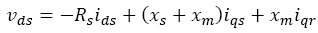 v_{ds} = −R_s i_{ds} + (x_s + x_m)i_{qs} + x_m i_{qr}